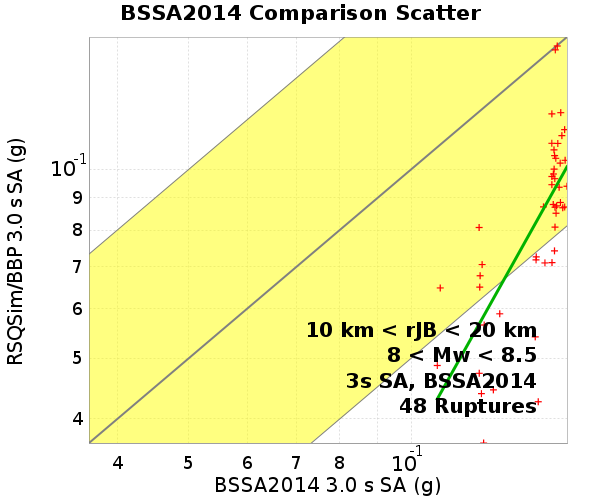 BSSA2014 Comparison Scatter
RSQSim/BBP 3.0 s SA (g)
10-1
9
8
7
6
5
4
10 km < rJB < 20 km
8 < Mw < 8.5
3s SA, BSSA2014
48 Ruptures
4 5 6 7 8 10-1
BSSA2014 3.0 s SA (g)